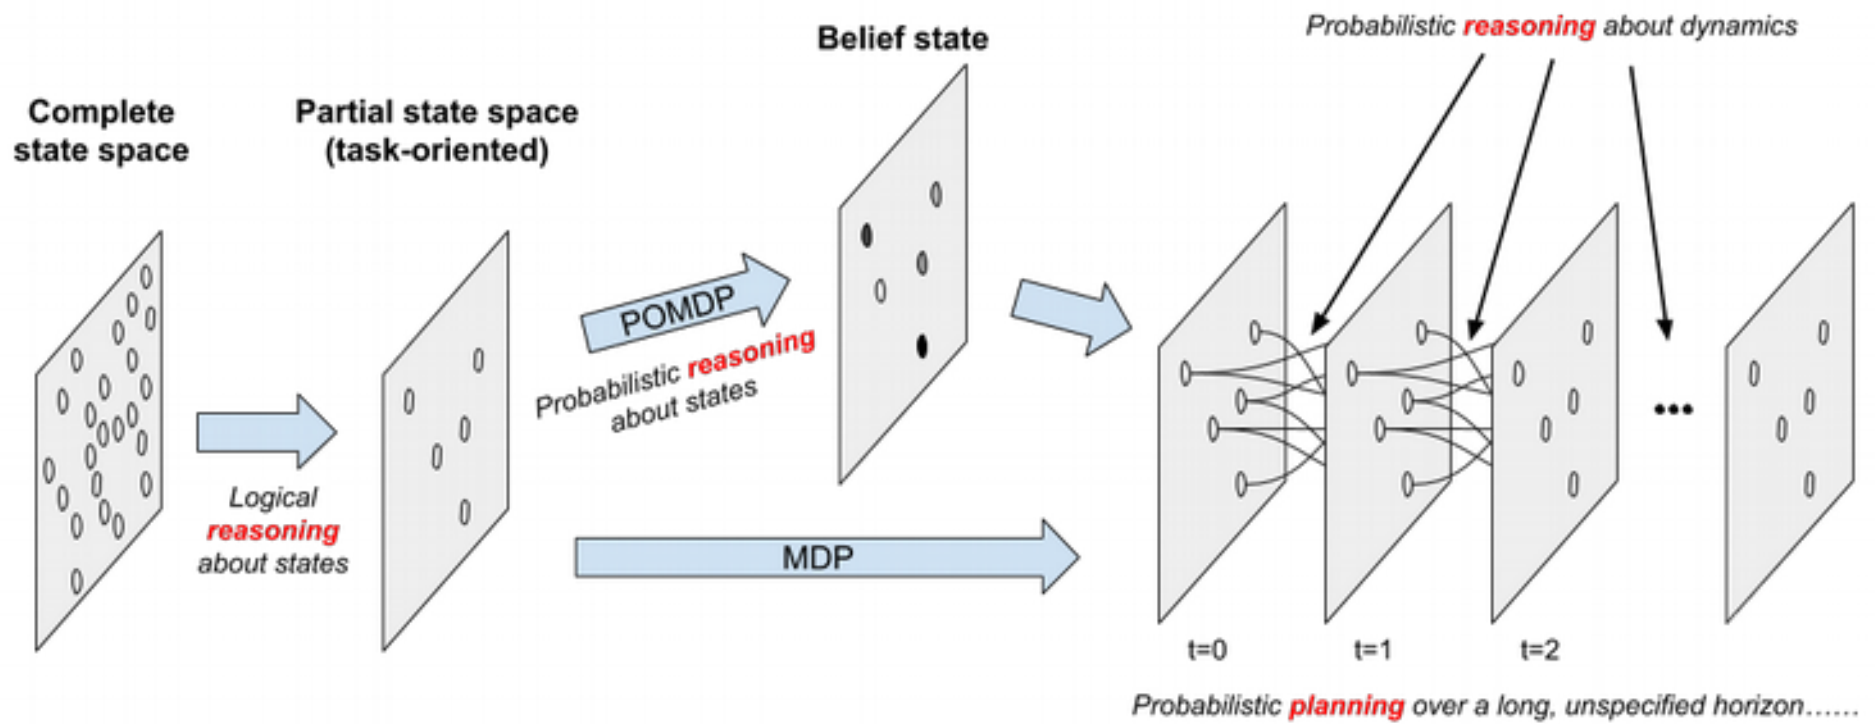 Complete
state space
Logical
reasoning
about states
Partial state space
(task-oriented)
POMDP
Probabilistic reasoning
about states
MDP
Belief state
Probabilistic reasoning about dynamics
t=0
t=1
t=2
Probabilistic planning over a long, unspecified horizon......